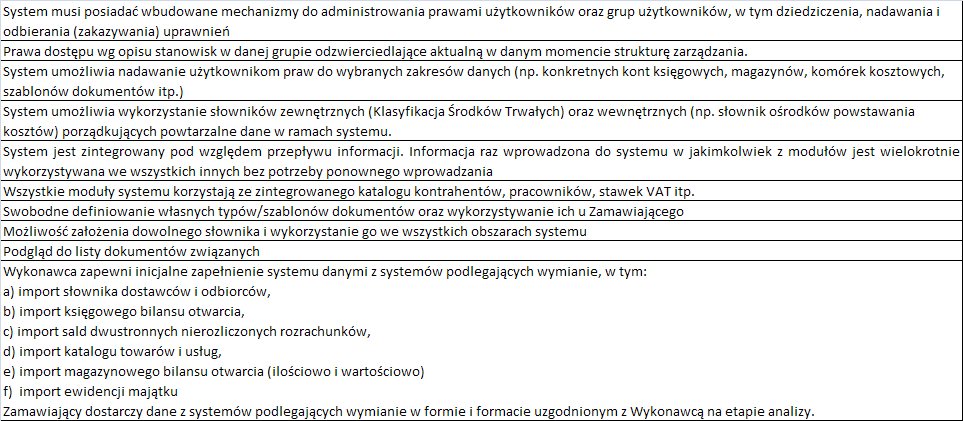 System musi posiadać wbudowane mechanizmy do administrowania prawami użytkowników oraz grup użytkowników, w tym dziedziczenia, nadawania i
odbierania (zakazywania) uprawnień
Prawa dostępu wg opisu stanowisk w danej grupie odzwierciedlające aktualną w danym momencie strukturę zarządzania.
System umożliwia nadawanie użytkownikom praw do wybranych zakresów danych (np. konkretnych kont księgowych, magazynów, komórek kosztowych,
szablonów dokumentów itp.)
System umożliwia wykorzystanie słowników zewnętrznych (Klasyfikacja Środków Trwałych) oraz wewnętrznych (np. słownik ośrodków powstawania
kosztów) porządkujących powtarzalne dane w ramach systemu.
System jest zintegrowany pod względem przepływu informacji. Informacja raz wprowadzona do systemu w jakimkolwiek z modułów jest wielokrotnie
wykorzystywana we wszystkich innych bez potrzeby ponownego wprowadzania
Wszystkie moduły systemu korzystają ze zintegrowanego katalogu kontrahentów, pracowników, stawek VAT itp.
Swobodne definiowanie własnych typów/szablonów dokumentów oraz wykorzystywanie ich u Zamawiającego
Możliwość założenia dowolnego słownika i wykorzystanie go we wszystkich obszarach systemu
Podgląd do listy dokumentów związanych
Wykonawca zapewni inicjalne zapełnienie systemu danymi z systemów podlegających wymianie, w tym:
a) import słownika dostawców i odbiorców,
b) import księgowego bilansu otwarcia,
c) import sald dwustronnych nierozliczonych rozrachunków,
d) import katalogu towarów i usług,
e) import magazynowego bilansu otwarcia (ilościowo i wartościowo)
f) import ewidencji majątku
Zamawiający dostarczy dane z systemów podlegających wymianie w formie i formacie uzgodnionym z Wykonawcą na etapie analizy.